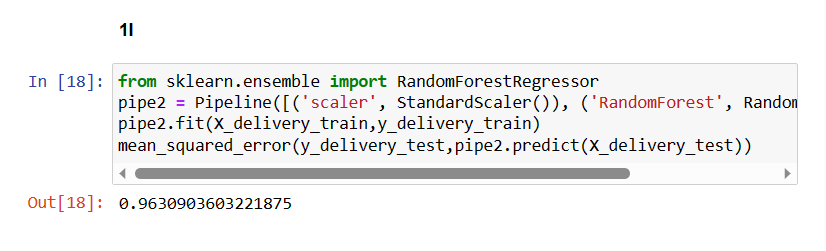 1I
In [18]:
from sklearn.ensemble import RandomForestRegressor
pipe2 = Pipeline([('scaler', StandardScaler()), ('RandomForest', Random
pipe2.fit(X_delivery_train,y_delivery_train)
mean_squared_error(y_delivery_test,pipe2.predict(X_delivery_test))
Out[18]: 0.9630903603221875